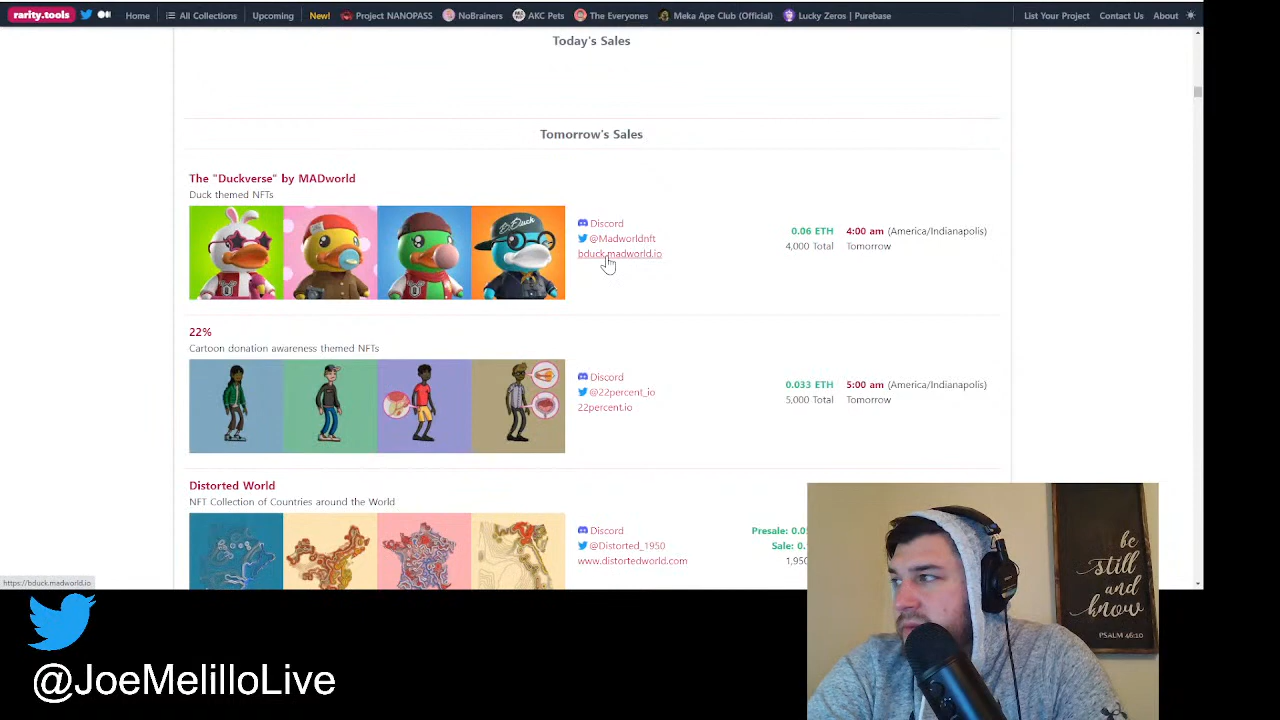 rarity.tools Home All Collections Upcoming New! Project NANOPASS NoBrainers AKC Pets The Everyones Meka Ape Club (Official) Lucky Zeros | Purebase List Your Project Contact Us About
Today's Sales
Tomorrow's Sales
The "Duckverse" by MADworld
Duck themed NFTs
Discord
@Madworldnft
bduck.madworld.io
0.06 ETH 4:00 am (America/Indianapolis)
4,000 Total Tomorrow
22%
Cartoon donation awareness themed NFTs
Discord
@22percent_io
22percent.io
0.033 ETH 5:00 am (America/Indianapolis)
5,000 Total Tomorrow
Distorted World
NFT Collection of Countries around the World
Discord
@Distorted_1950
www.distortedworld.com
Presale:
Sale:
1,950
https://bduck.madworld.io
@JoeMelilloLive
be
still
and
know
PSALM 46:10